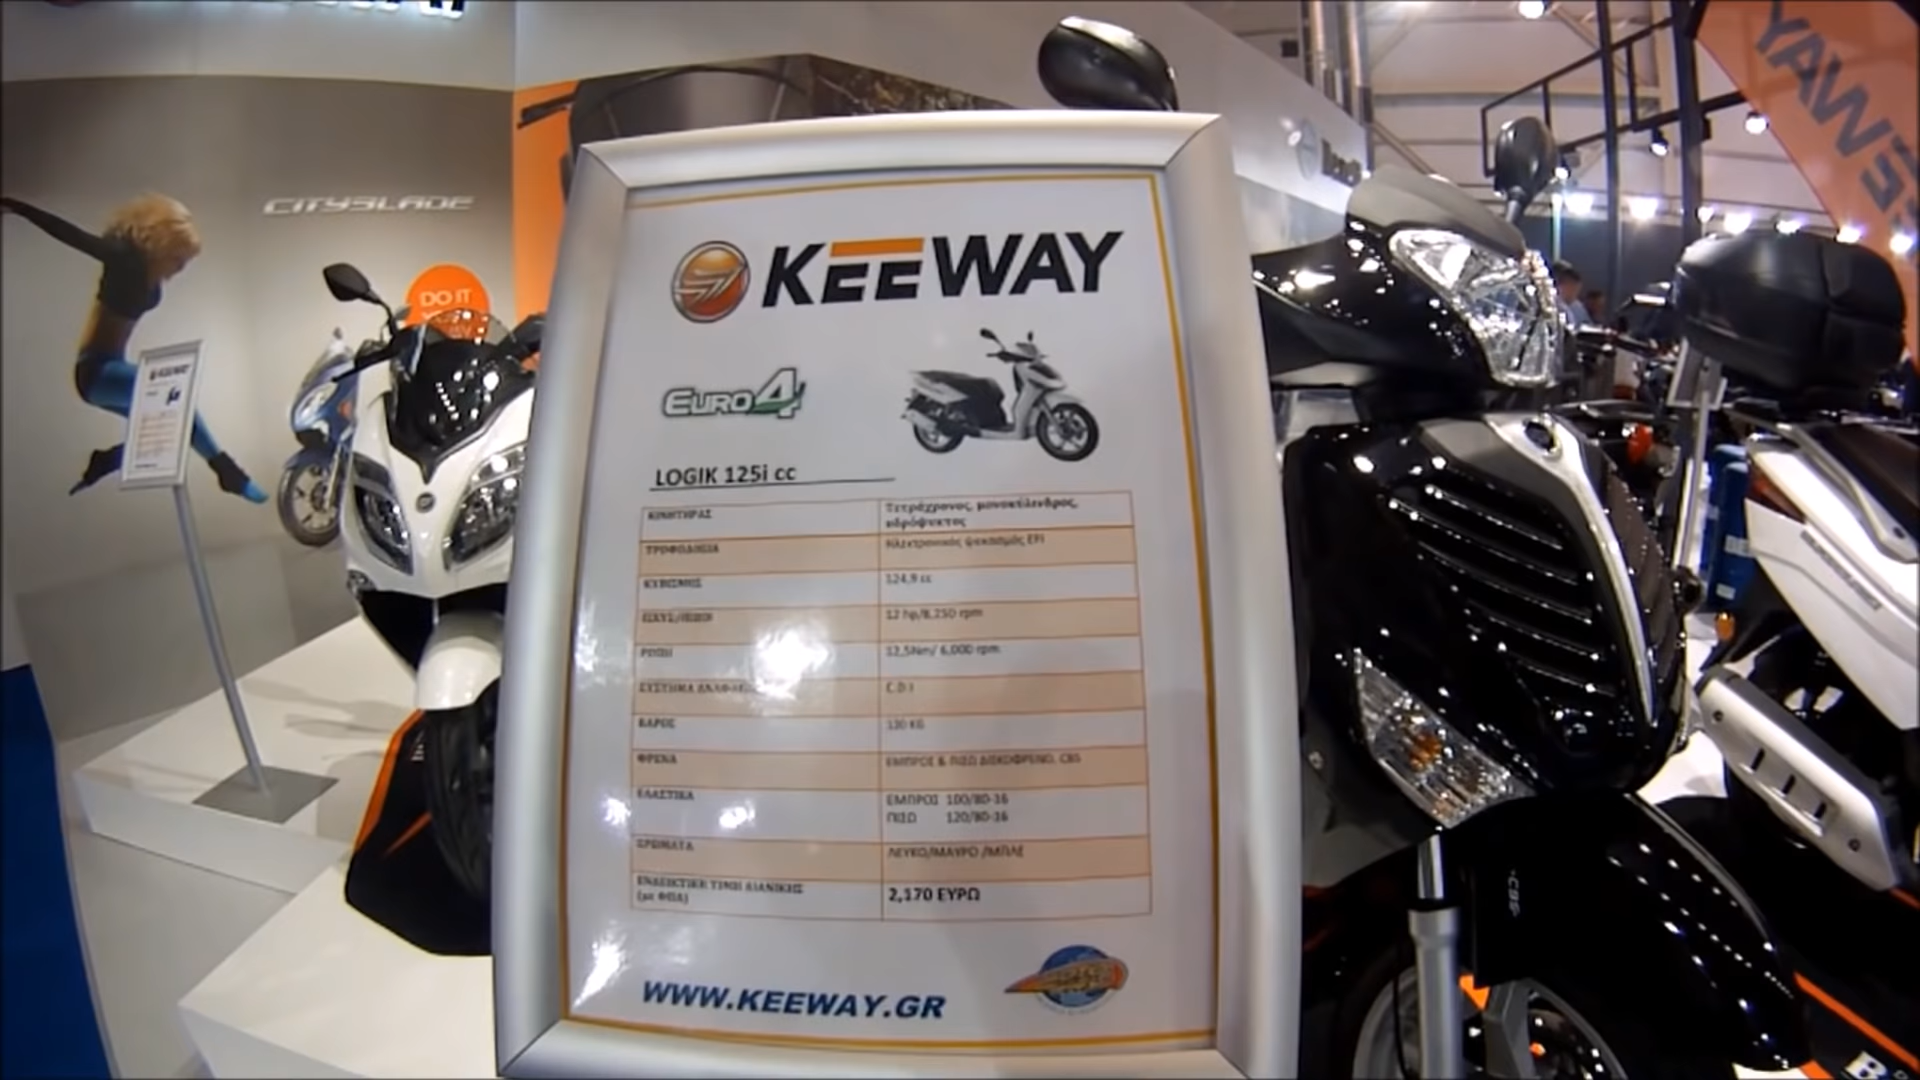 CITYBLADE
DO IT
KEEWAY
KEEWAY
EURO4
LOGIK 125i cc
ΚΙΝΗΤΗΡΑΣ Τετράχρονος, μονοκύλινδρος,
υδρόψυκτος
ΤΡΟΦΟΔΟΣΙΑ Ηλεκτρονικός ψεκασμός EFI
ΚΥΒΙΣΜΟΣ 124,9 cc
12 hp/8,250 rpm
ΡΟΠΗ 12,5Nm/ 6,000 rpm
ΣΥΣΤΗΜΑ C.D.I
ΒΑΡΟΣ KG
ΦΡΕΝΑ ΕΜΠΡΟΣ & ΠΙΣΩ ΔΙΣΚΟΦΡΕΝΟ, CBS
ΕΛΑΣΤΙΚΑ ΕΜΠΡΟΣ 100/80-16
ΠΙΣΩ 120/80-16
ΧΡΩΜΑΤΑ ΛΕΥΚΟ/ΜΑΥΡΟ /ΜΠΛΕ
ΕΝΔΕΙΚΤΙΚΗ ΤΙΜΗ ΛΙΑΝΙΚΗΣ
(με ΦΠΑ) 2,170 ΕΥΡΩ
WWW.KEEWAY.GR
CBS